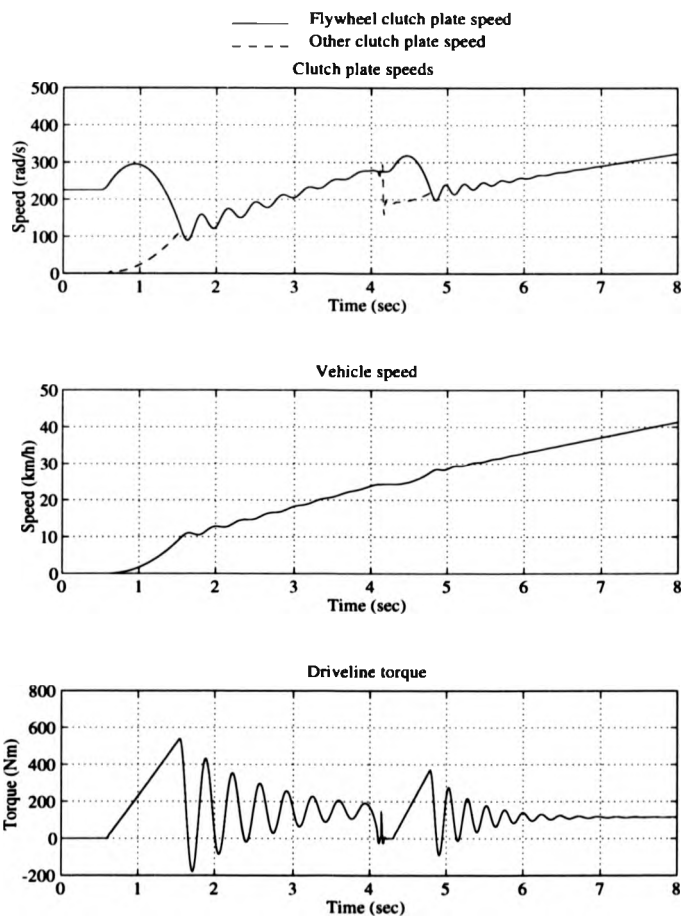 Flywheel clutch plate speed
Other clutch plate speed
Clutch plate speeds
500
400
300
200
100
0
Speed (rad/s)
0 1 2 3 4 5 6 7 8
Time (sec)
Vehicle speed
50
40
30
20
10
0
Speed (km/h)
0 1 2 3 4 5 6 7 8
Time (sec)
Driveline torque
800
600
400
200
0
-200
Torque (Nm)
0 1 2 3 4 5 6 7 8
Time (sec)